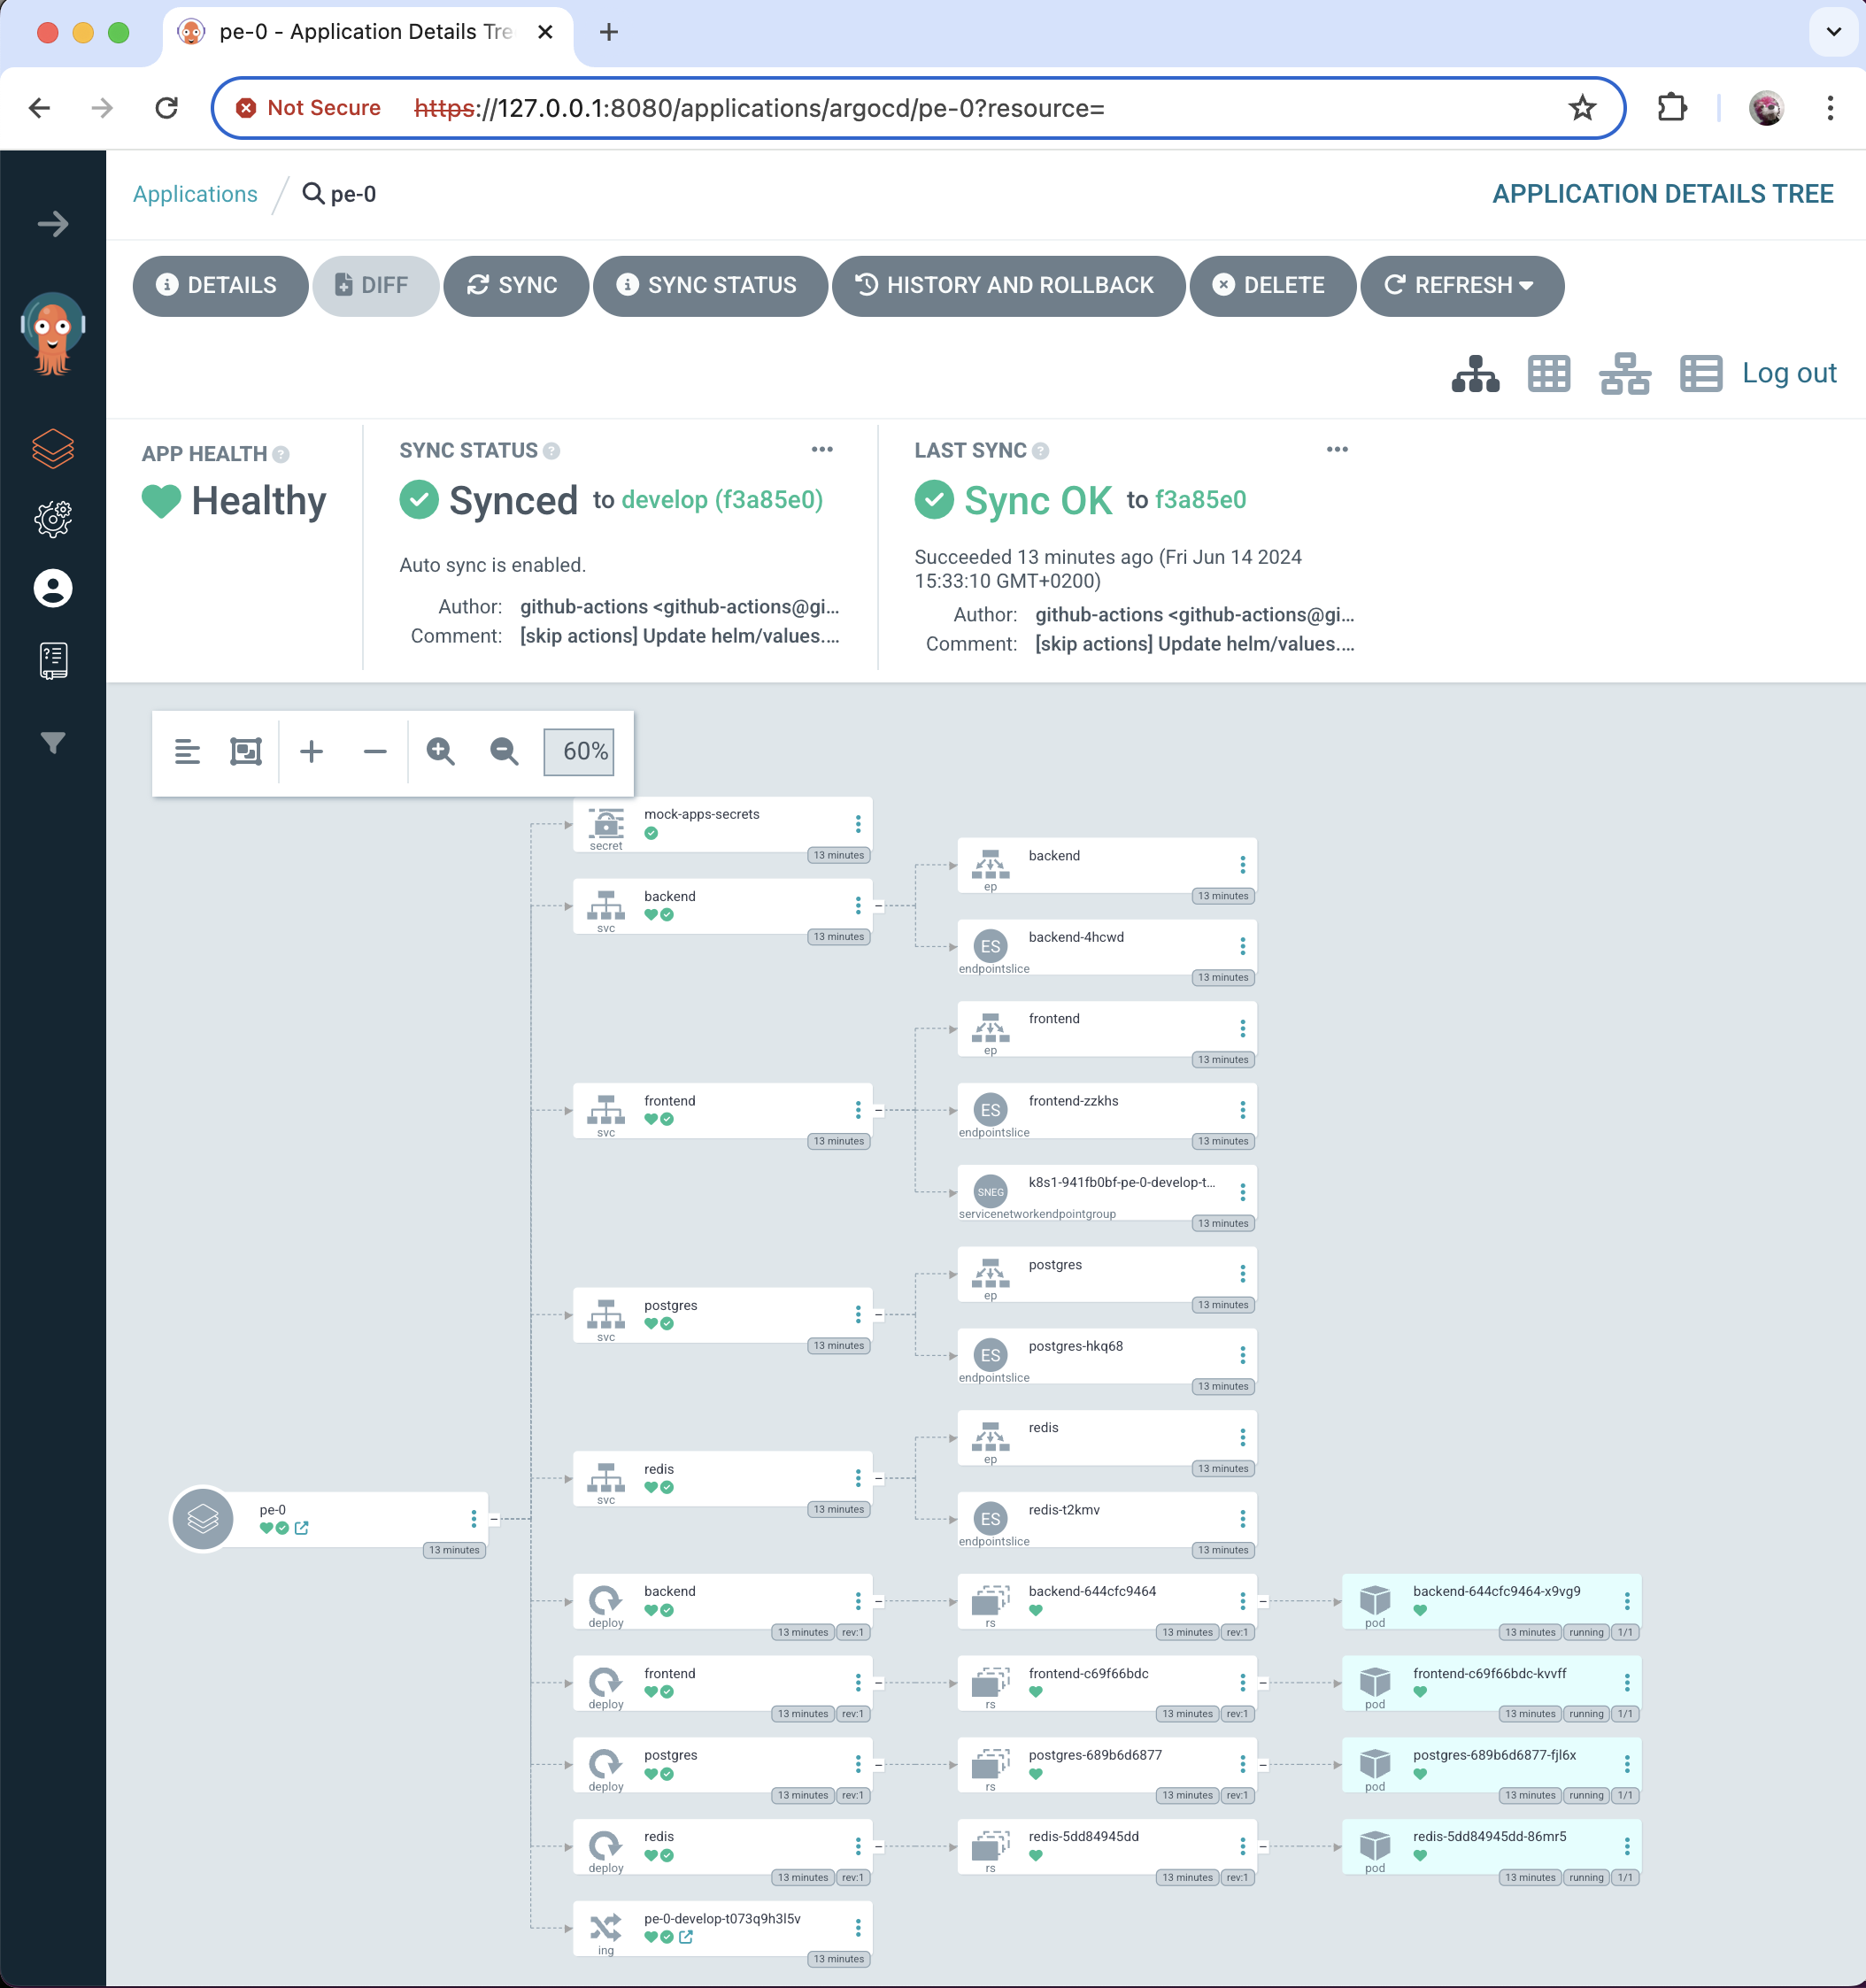 pe-0 - Application Details Tre
Not Secure https://127.0.0.1:8080/applications/argocd/pe-0?resource=
Applications / pe-0
APPLICATION DETAILS TREE
DETAILS DIFF SYNC SYNC STATUS HISTORY AND ROLLBACK DELETE REFRESH
Log out
APP HEALTH ?
Healthy
SYNC STATUS ?
Synced to develop (f3a85e0)
Auto sync is enabled.
Author: github-actions <github-actions@gi...
Comment: [skip actions] Update helm/values....
LAST SYNC ?
Sync OK to f3a85e0
Succeeded 13 minutes ago (Fri Jun 14 2024
15:33:10 GMT+0200)
Author: github-actions <github-actions@gi...
Comment: [skip actions] Update helm/values....
60%
pe-0
13 minutes
mock-apps-secrets
secret
13 minutes
backend
svc
13 minutes
backend
ep
13 minutes
ES
backend-4hcwd
endpointslice
13 minutes
frontend
svc
13 minutes
frontend
ep
13 minutes
ES
frontend-zzkhs
endpointslice
13 minutes
SNEG
k8s1-941fb0bf-pe-0-develop-t...
servicenetworkendpointgroup
13 minutes
postgres
svc
13 minutes
postgres
ep
13 minutes
ES
postgres-hkq68
endpointslice
13 minutes
redis
svc
13 minutes
redis
ep
13 minutes
ES
redis-t2kmv
endpointslice
13 minutes
backend
deploy
13 minutes rev:1
backend-644cfc9464
rs
13 minutes rev:1
backend-644cfc9464-x9vg9
pod
13 minutes running 1/1
frontend
deploy
13 minutes rev:1
frontend-c69f66bdc
rs
13 minutes rev:1
frontend-c69f66bdc-kvvff
pod
13 minutes running 1/1
postgres
deploy
13 minutes rev:1
postgres-689b6d6877
rs
13 minutes rev:1
postgres-689b6d6877-fjl6x
pod
13 minutes running 1/1
redis
deploy
13 minutes rev:1
redis-5dd84945dd
rs
13 minutes rev:1
redis-5dd84945dd-86mr5
pod
13 minutes running 1/1
pe-0-develop-t073q9h3l5v
ing
13 minutes